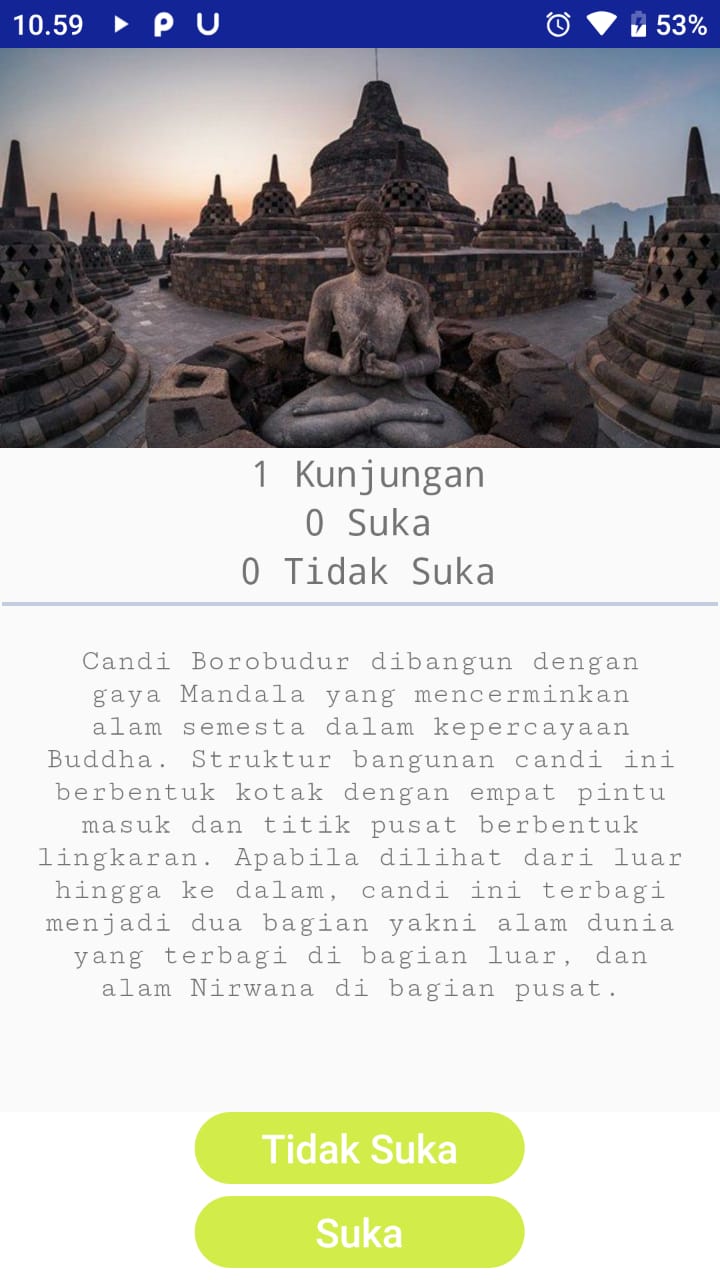 10.59 53%
1 Kunjungan
0 Suka
0 Tidak Suka
Candi Borobudur dibangun dengan
gaya Mandala yang mencerminkan
alam semesta dalam kepercayaan
Buddha. Struktur bangunan candi ini
berbentuk kotak dengan empat pintu
masuk dan titik pusat berbentuk
lingkaran. Apabila dilihat dari luar
hingga ke dalam, candi ini terbagi
menjadi dua bagian yakni alam dunia
yang terbagi di bagian luar, dan
alam Nirwana di bagian pusat.
Tidak Suka
Suka